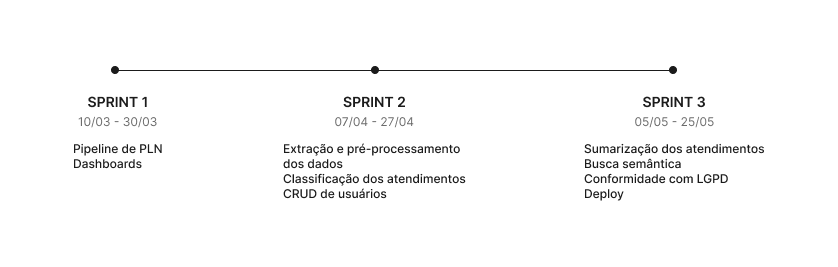 SPRINT 1
10/03 - 30/03
Pipeline de PLN
Dashboards
SPRINT 2
07/04 - 27/04
Extração e pré-processamento
dos dados
Classificação dos atendimentos
CRUD de usuários
SPRINT 3
05/05 - 25/05
Sumarização dos atendimentos
Busca semântica
Conformidade com LGPD
Deploy